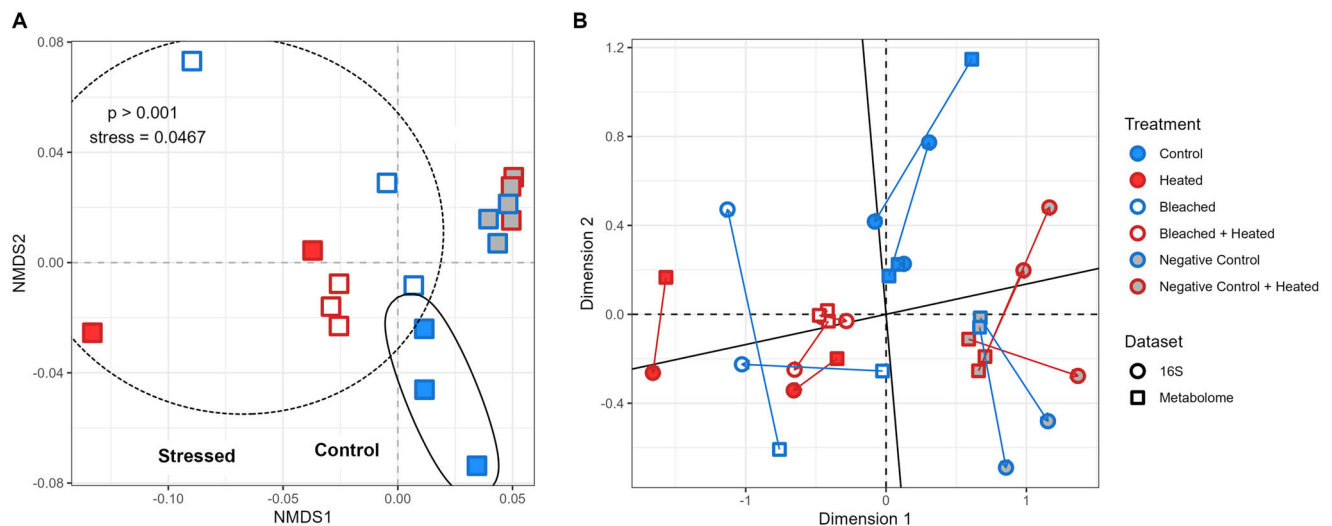 A
0.08
0.04
0.00
-0.04
-0.08
NMDS2
p > 0.001
stress = 0.0467
Stressed
Control
-0.10
-0.05
0.00
0.05
NMDS1
B
1.2
0.8
0.4
0.0
-0.4
Dimension 2
-1
0
1
Dimension 1
Treatment
Control
Heated
Bleached
Bleached + Heated
Negative Control
Negative Control + Heated
Dataset
16S
Metabolome